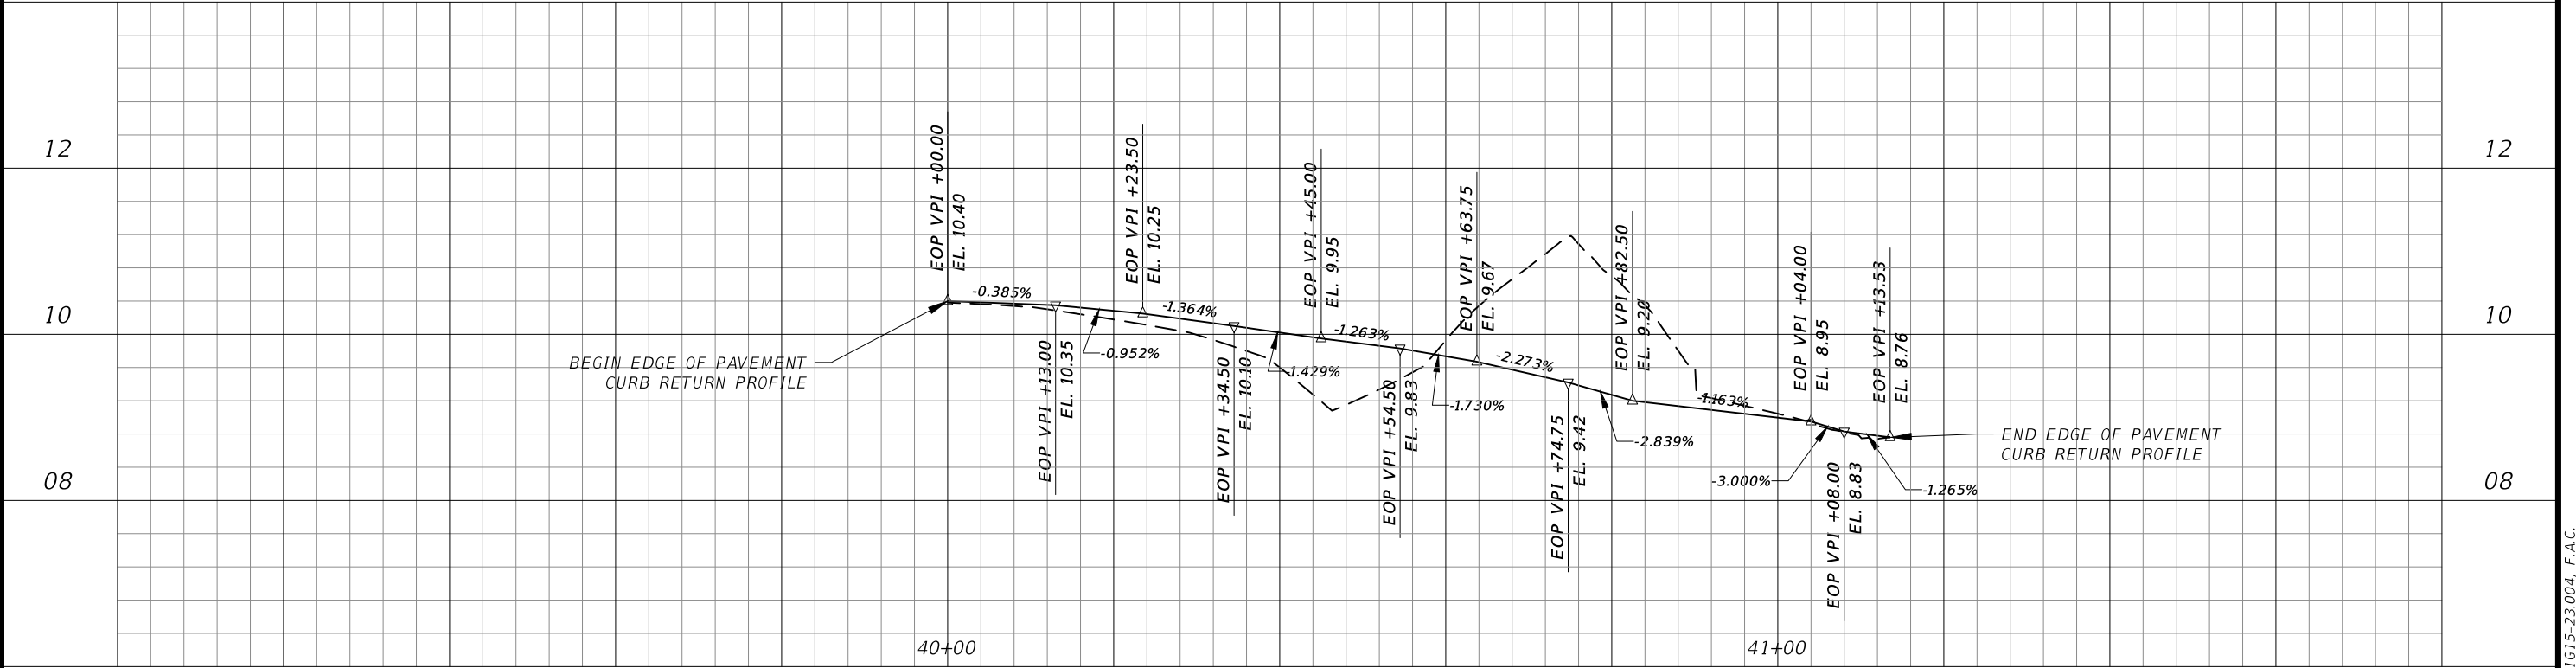 12
12
10
10
08
08
EOP VPI +00.00
EL. 10.40
-0.385%
BEGIN EDGE OF PAVEMENT
CURB RETURN PROFILE
EOP VPI +13.00
EL. 10.35
-0.952%
EOP VPI +23.50
EL. 10.25
-1.364%
EOP VPI +34.50
EL. 10.10
-1.429%
EOP VPI +45.00
EL. 9.95
-1.263%
EOP VPI +54.50
EL. 9.83
-1.730%
EOP VPI +63.75
EL. 9.67
-2.273%
EOP VPI +74.75
EL. 9.42
-2.839%
EOP VPI +82.50
EL. 9.20
-1.163%
EOP VPI +04.00
EL. 8.95
-3.000%
EOP VPI +08.00
EL. 8.83
-1.265%
EOP VPI +13.53
EL. 8.76
END EDGE OF PAVEMENT
CURB RETURN PROFILE
40+00
41+00
1G15-23.004, F.A.C.